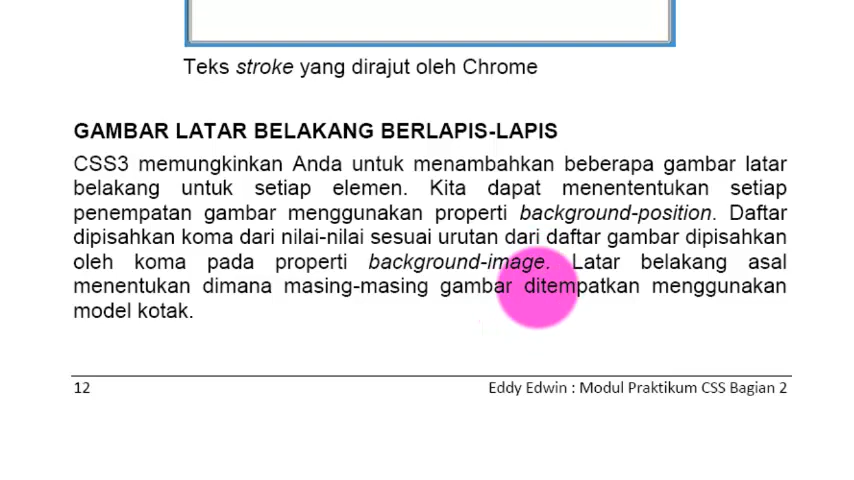 Teks stroke yang dirajut oleh Chrome
GAMBAR LATAR BELAKANG BERLAPIS-LAPIS
CSS3 memungkinkan Anda untuk menambahkan beberapa gambar latar
belakang untuk setiap elemen. Kita dapat menententukan setiap
penempatan gambar menggunakan properti background-position. Daftar
dipisahkan koma dari nilai-nilai sesuai urutan dari daftar gambar dipisahkan
oleh koma pada properti background-image. Latar belakang asal
menentukan dimana masing-masing gambar ditempatkan menggunakan
model kotak.
12 Eddy Edwin : Modul Praktikum CSS Bagian 2